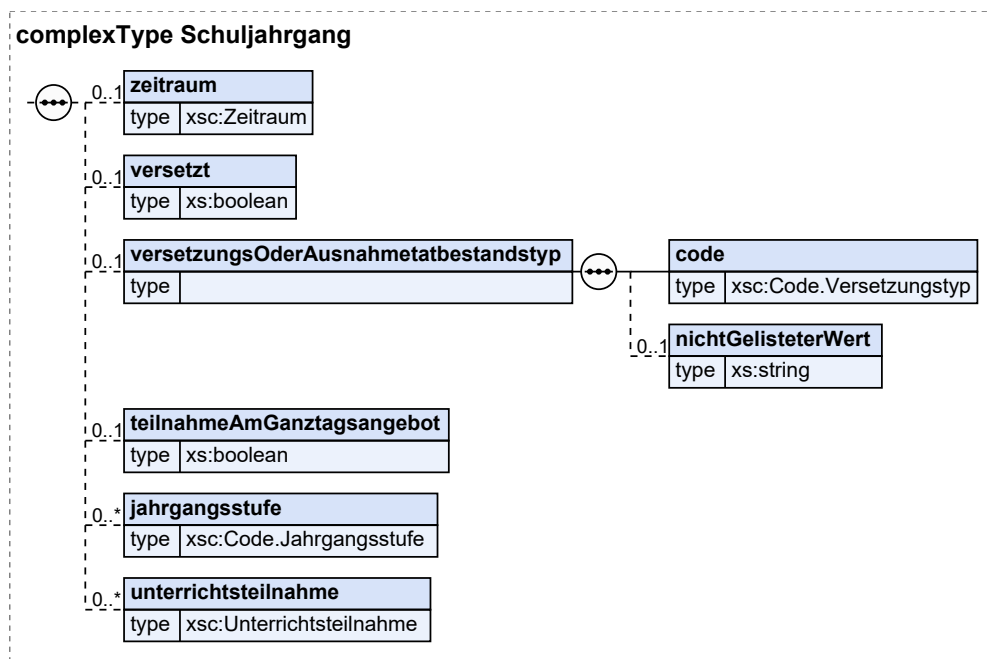 complexType Schuljahrgang
0..1 zeitraum
type xsc:Zeitraum
0..1 versetzt
type xs:boolean
0..1 versetzungsOderAusnahmetatbestandstyp
type
code
type xsc:Code.Versetzungstyp
0..1 nichtGelisteterWert
type xs:string
0..1 teilnahmeAmGanztagsangebot
type xs:boolean
0..* jahrgangsstufe
type xsc:Code.Jahrgangsstufe
0..* unterrichtsteilnahme
type xsc:Unterrichtsteilnahme